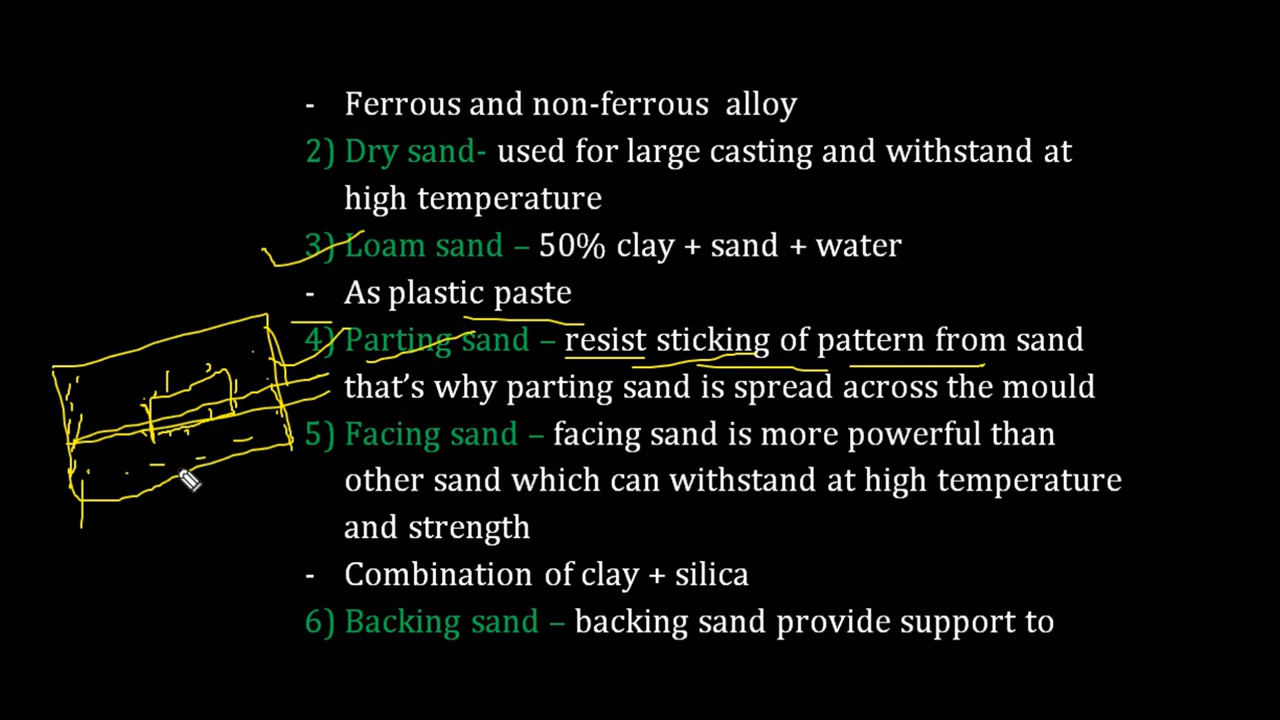 - Ferrous and non-ferrous alloy
2) Dry sand- used for large casting and withstand at
high temperature
3) Loam sand – 50% clay + sand + water
- As plastic paste
4) Parting sand – resist sticking of pattern from sand
that's why parting sand is spread across the mould
5) Facing sand – facing sand is more powerful than
other sand which can withstand at high temperature
and strength
- Combination of clay + silica
6) Backing sand – backing sand provide support to